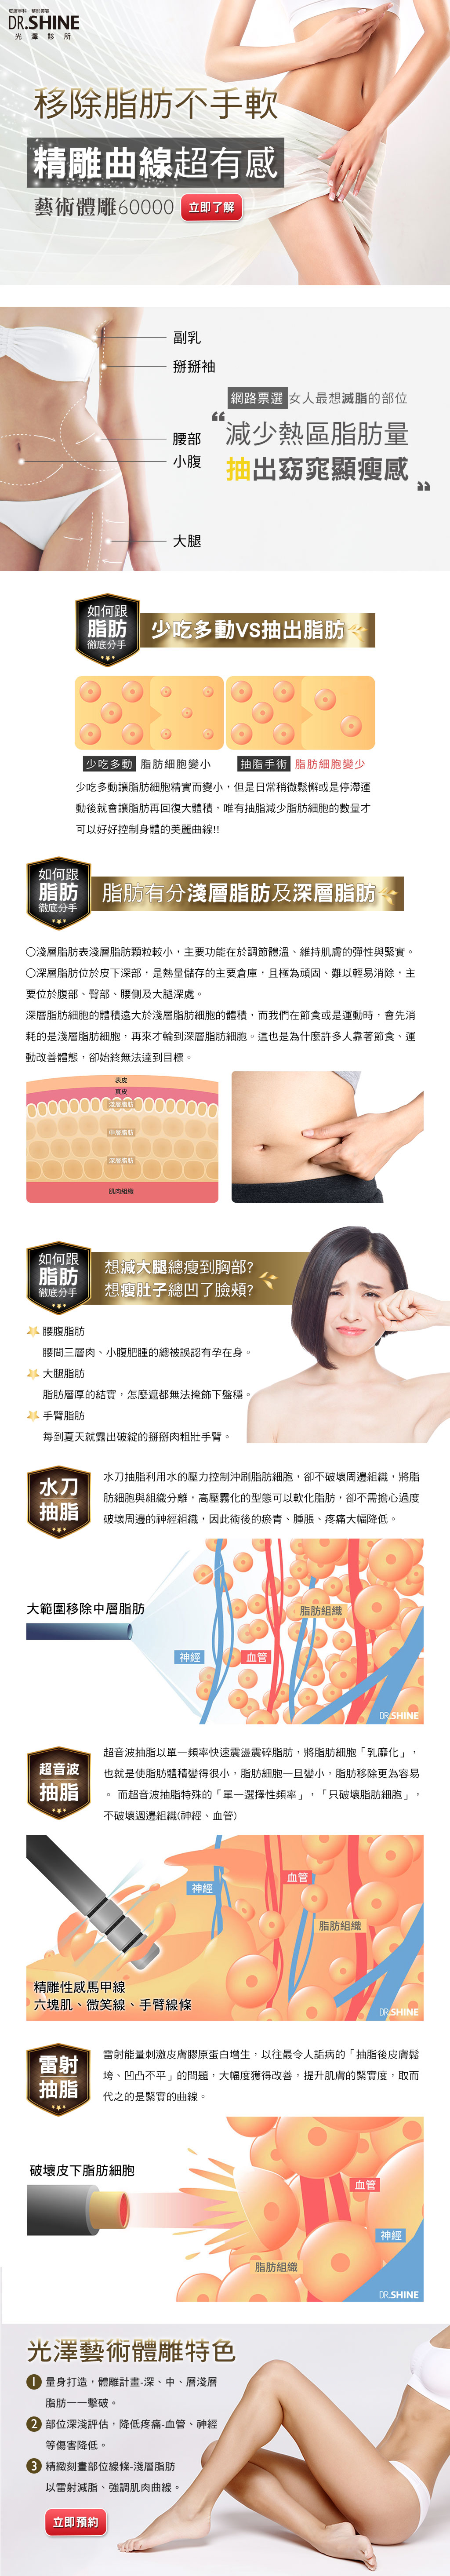 皮膚專科．整形美容
DR.SHINE
光澤診所
移除脂肪不手軟
精雕曲線超有感
藝術體雕60000 立即了解
副乳
掰掰袖
腰部
小腹
大腿
網路票選 女人最想減脂的部位
“減少熱區脂肪量
抽出窈窕顯瘦感”
如何跟
脂肪
徹底分手
少吃多動VS抽出脂肪
少吃多動 脂肪細胞變小
抽脂手術 脂肪細胞變少
少吃多動讓脂肪細胞精實而變小，但是日常稍微鬆懈或是停滯運
動後就會讓脂肪再回復大體積，唯有抽脂減少脂肪細胞的數量才
可以好好控制身體的美麗曲線!!
如何跟
脂肪
徹底分手
脂肪有分淺層脂肪及深層脂肪
〇淺層脂肪表淺層脂肪顆粒較小，主要功能在於調節體溫、維持肌膚的彈性與緊實。
〇深層脂肪位於皮下深部，是熱量儲存的主要倉庫，且極為頑固、難以輕易消除，主
要位於腹部、臀部、腰側及大腿深處。
深層脂肪細胞的體積遠大於淺層脂肪細胞的體積，而我們在節食或是運動時，會先消
耗的是淺層脂肪細胞，再來才輪到深層脂肪細胞。這也是為什麼許多人靠著節食、運
動改善體態，卻始終無法達到目標。
表皮
真皮
淺層脂肪
中層脂肪
深層脂肪
肌肉組織
如何跟
脂肪
徹底分手
想減大腿總瘦到胸部?
想瘦肚子總凹了臉頰?
腰腹脂肪
腰間三層肉、小腹肥腫的總被誤認有孕在身。
大腿脂肪
脂肪層厚的結實，怎麼遮都無法掩飾下盤穩。
手臂脂肪
每到夏天就露出破綻的掰掰肉粗壯手臂。
水刀
抽脂
水刀抽脂利用水的壓力控制沖刷脂肪細胞，卻不破壞周邊組織，將脂
肪細胞與組織分離，高壓霧化的型態可以軟化脂肪，卻不需擔心過度
破壞周邊的神經組織，因此術後的瘀青、腫脹、疼痛大幅降低。
大範圍移除中層脂肪
脂肪組織
神經
血管
DR.SHINE
超音波
抽脂
超音波抽脂以單一頻率快速震盪震碎脂肪，將脂肪細胞「乳靡化」，
也就是使脂肪體積變得很小，脂肪細胞一旦變小，脂肪移除更為容易
。 而超音波抽脂特殊的「單一選擇性頻率」，「只破壞脂肪細胞」，
不破壞週邊組織(神經、血管)
血管
神經
脂肪組織
精雕性感馬甲線
六塊肌、微笑線、手臂線條
DR.SHINE
雷射
抽脂
雷射能量刺激皮膚膠原蛋白增生，以往最令人詬病的「抽脂後皮膚鬆
垮、凹凸不平」的問題，大幅度獲得改善，提升肌膚的緊實度，取而
代之的是緊實的曲線。
破壞皮下脂肪細胞
血管
神經
脂肪組織
DR.SHINE
光澤藝術體雕特色
1 量身打造，體雕計畫-深、中、層淺層
脂肪一一擊破。
2 部位深淺評估，降低疼痛-血管、神經
等傷害降低。
3 精緻刻畫部位線條-淺層脂肪
以雷射減脂、強調肌肉曲線。
立即預約